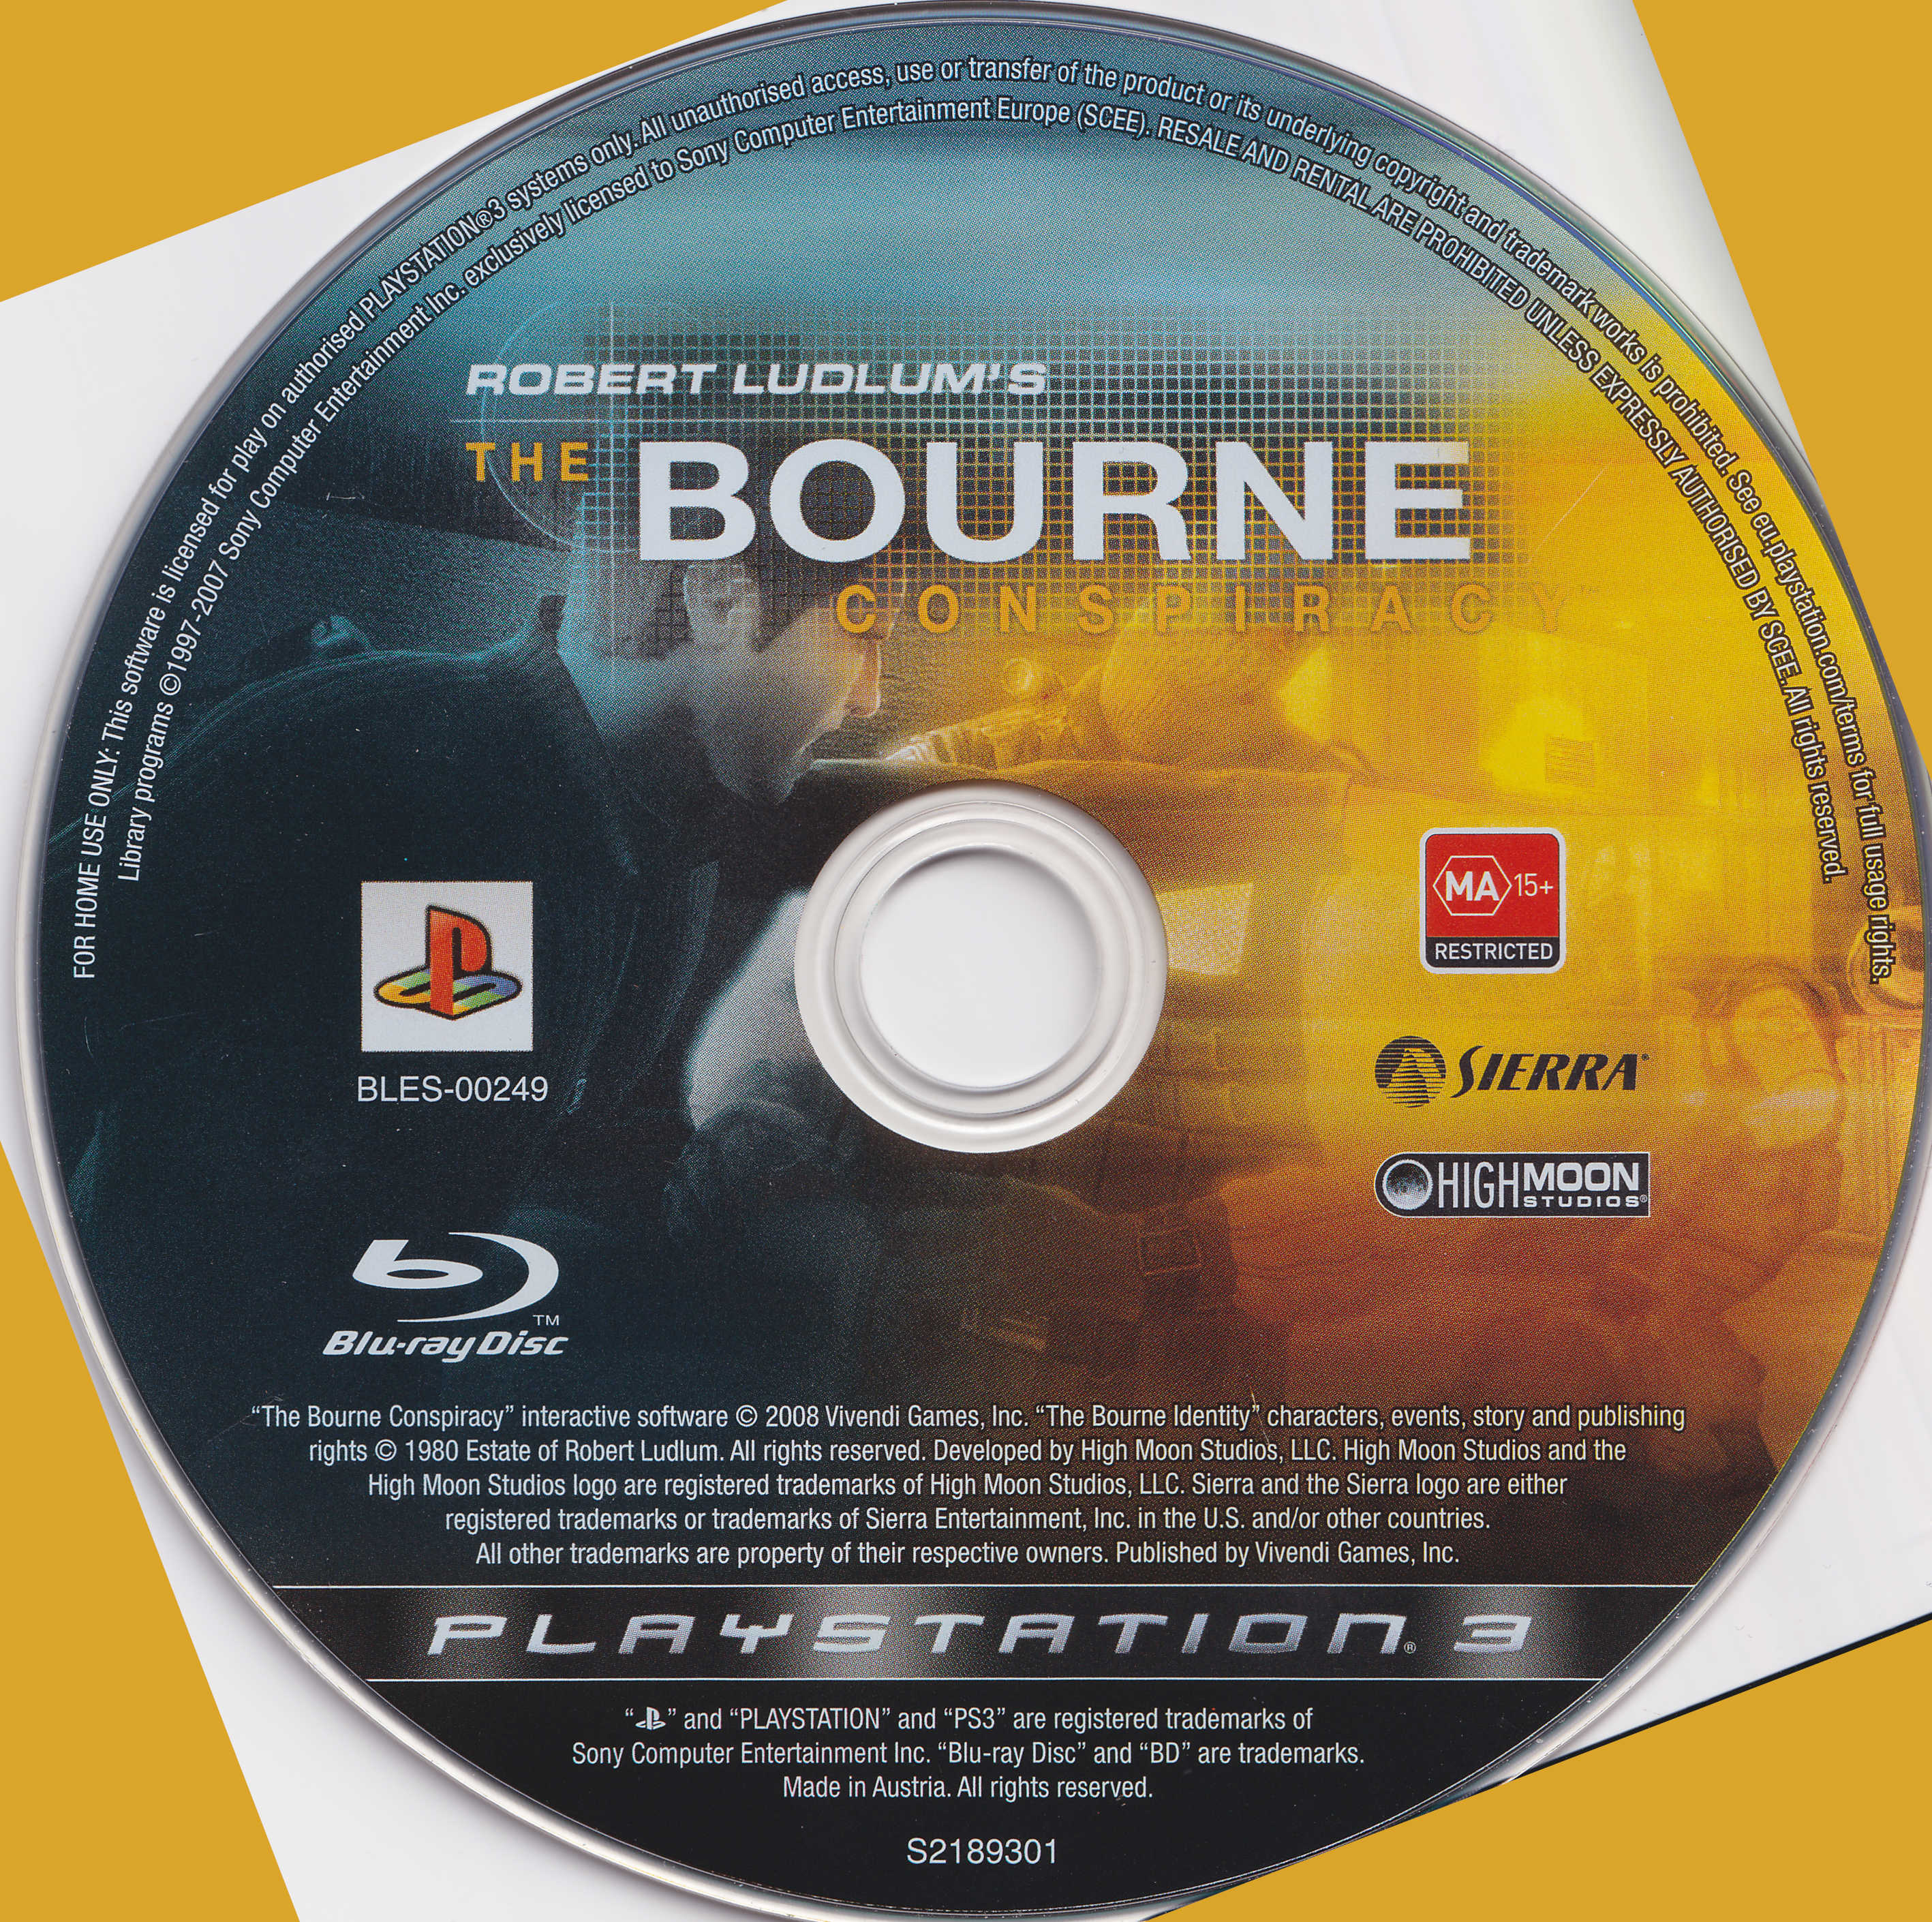 FOR HOME USE ONLY: This software is licensed for play on authorised PLAYSTATION®3 systems only. All unauthorised access, use or transfer of the product or its underlying copyright and trademark works is prohibited. See eu.playstation.com/terms for full usage rights.
Library programs ©1997-2007 Sony Computer Entertainment Inc. exclusively licensed to Sony Computer Entertainment Europe (SCEE). RESALE AND RENTAL ARE PROHIBITED UNLESS EXPRESSLY AUTHORISED BY SCEE. All rights reserved.
ROBERT LUDLUM'S
THE BOURNE
CONSPIRACY™
MA 15+
RESTRICTED
BLES-00249
SIERRA®
HIGH MOON
STUDIOS®
TM
Blu-ray Disc
“The Bourne Conspiracy” interactive software © 2008 Vivendi Games, Inc. “The Bourne Identity” characters, events, story and publishing
rights © 1980 Estate of Robert Ludlum. All rights reserved. Developed by High Moon Studios, LLC. High Moon Studios and the
High Moon Studios logo are registered trademarks of High Moon Studios, LLC. Sierra and the Sierra logo are either
registered trademarks or trademarks of Sierra Entertainment, Inc. in the U.S. and/or other countries.
All other trademarks are property of their respective owners. Published by Vivendi Games, Inc.
PLAYSTATION® 3
“ ” and “PLAYSTATION” and “PS3” are registered trademarks of
Sony Computer Entertainment Inc. “Blu-ray Disc” and “BD” are trademarks.
Made in Austria. All rights reserved.
S2189301